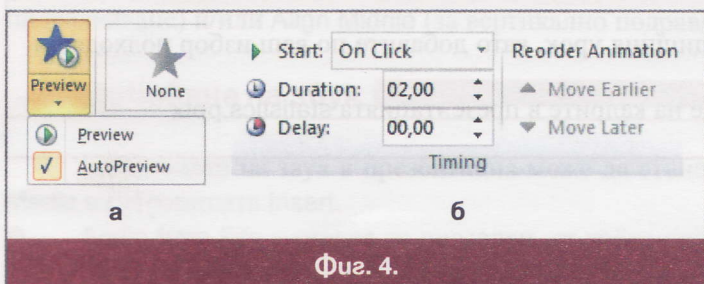 Preview
None
Preview
AutoPreview
а
Start: On Click
Duration: 02,00
Delay: 00,00
Timing
Reorder Animation
Move Earlier
Move Later
б
Фиг. 4.